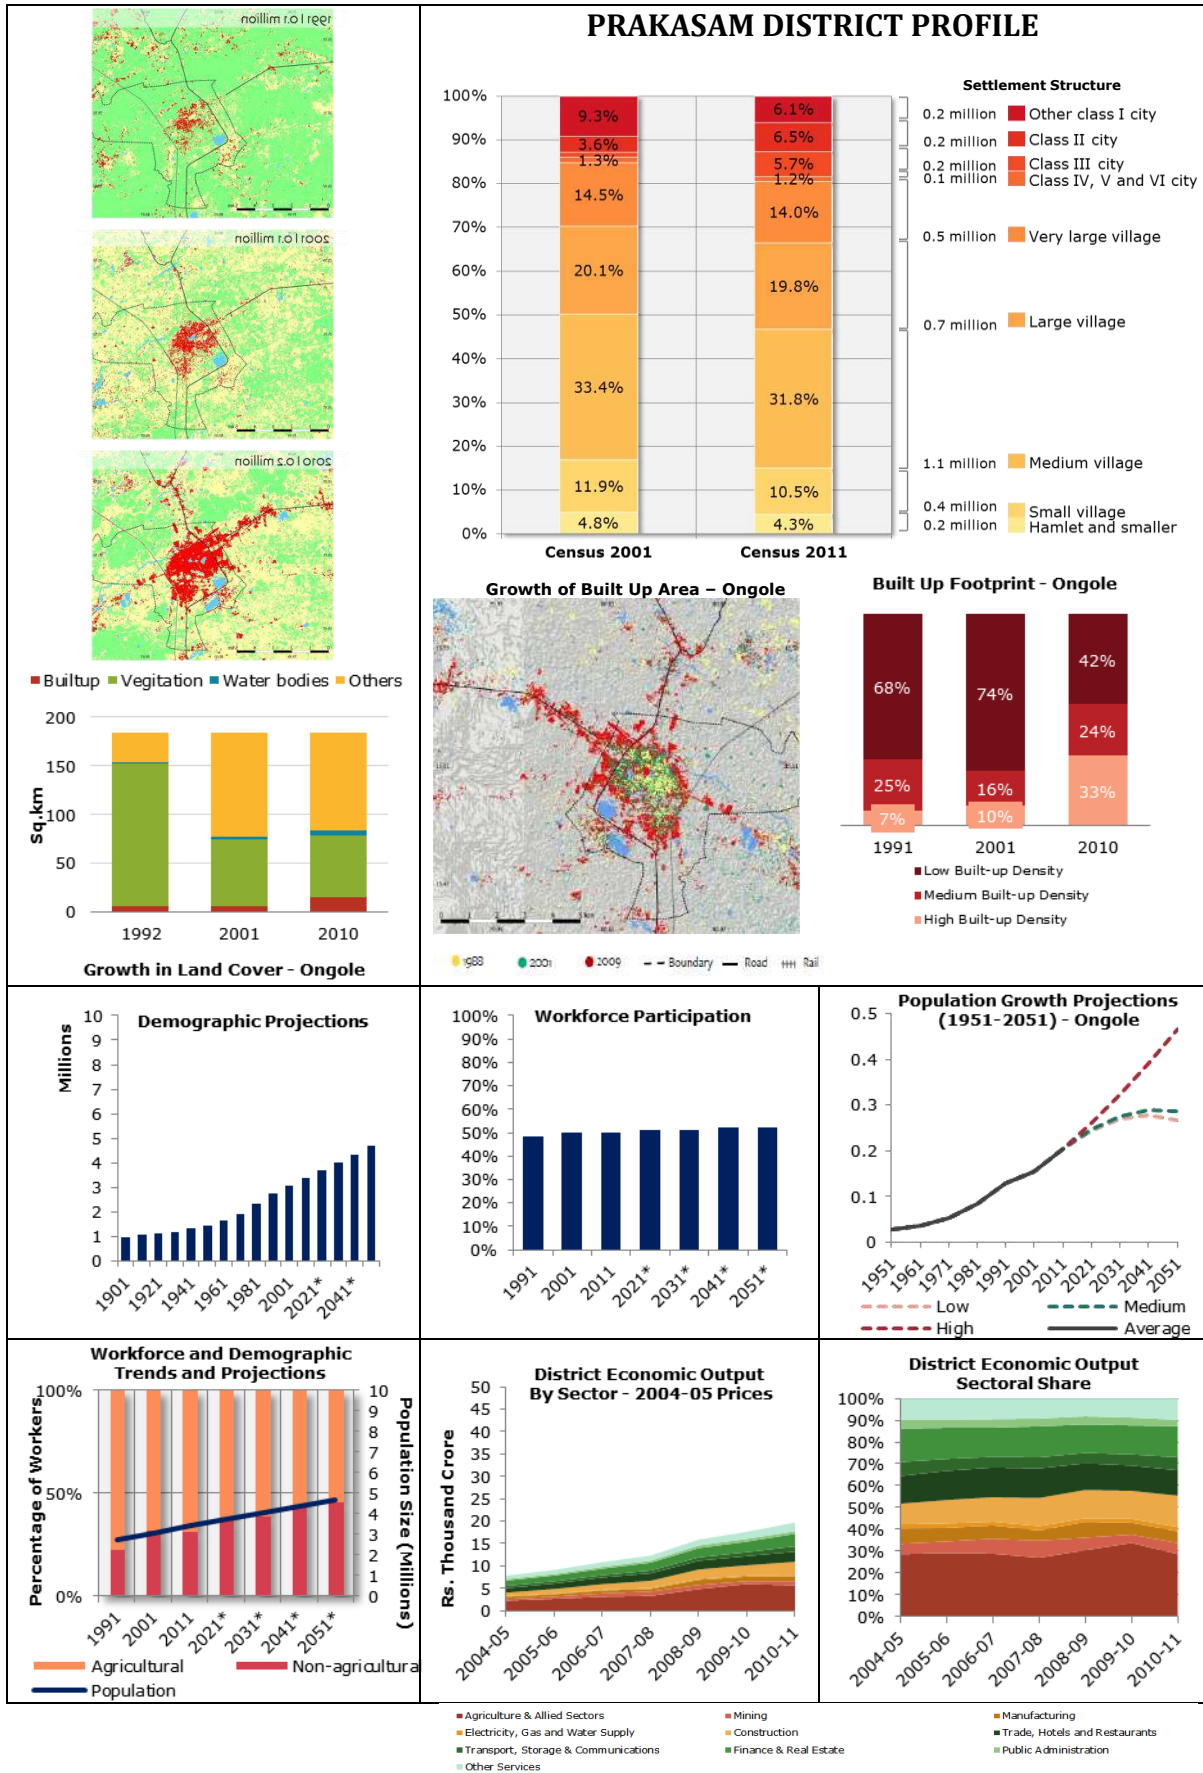 PRAKASAM DISTRICT PROFILE
1991 I 0.1 million
2001 I 0.1 million
2010 I 0.2 million
Builtup Vegitation Water bodies Others
Sq.km
200
150
100
50
0
1992 2001 2010
Growth in Land Cover - Ongole
Settlement Structure
100%
90%
80%
70%
60%
50%
40%
30%
20%
10%
0%
9.3%
3.6%
1.3%
14.5%
20.1%
33.4%
11.9%
4.8%
6.1%
6.5%
5.7%
1.2%
14.0%
19.8%
31.8%
10.5%
4.3%
Census 2001 Census 2011
0.2 million Other class I city
0.2 million Class II city
0.2 million Class III city
0.1 million Class IV, V and VI city
0.5 million Very large village
0.7 million Large village
1.1 million Medium village
0.4 million Small village
0.2 million Hamlet and smaller
Growth of Built Up Area – Ongole
1988 2001 2009 Boundary Road Rail
Built Up Footprint - Ongole
68% 74% 42%
25% 16% 24%
7% 10% 33%
1991 2001 2010
Low Built-up Density
Medium Built-up Density
High Built-up Density
Demographic Projections
Millions
10
9
8
7
6
5
4
3
2
1
0
1901 1921 1941 1961 1981 2001 2021* 2041*
Workforce Participation
100%
90%
80%
70%
60%
50%
40%
30%
20%
10%
0%
1991 2001 2011 2021* 2031* 2041* 2051*
Population Growth Projections
(1951-2051) - Ongole
0.5
0.4
0.3
0.2
0.1
0
1951 1961 1971 1981 1991 2001 2011 2021 2031 2041 2051
Low Medium
High Average
Workforce and Demographic
Trends and Projections
Percentage of Workers
100%
50%
0%
10
9
8
7
6
5
4
3
2
1
0
Population Size (Millions)
1991 2001 2011 2021* 2031* 2041* 2051*
Agricultural Non-agricultural
Population
District Economic Output
By Sector - 2004-05 Prices
Rs. Thousand Crore
50
45
40
35
30
25
20
15
10
5
0
2004-05 2005-06 2006-07 2007-08 2008-09 2009-10 2010-11
District Economic Output
Sectoral Share
100%
90%
80%
70%
60%
50%
40%
30%
20%
10%
0%
2004-05 2005-06 2006-07 2007-08 2008-09 2009-10 2010-11
Agriculture & Allied Sectors Mining Manufacturing
Electricity, Gas and Water Supply Construction Trade, Hotels and Restaurants
Transport, Storage & Communications Finance & Real Estate Public Administration
Other Services